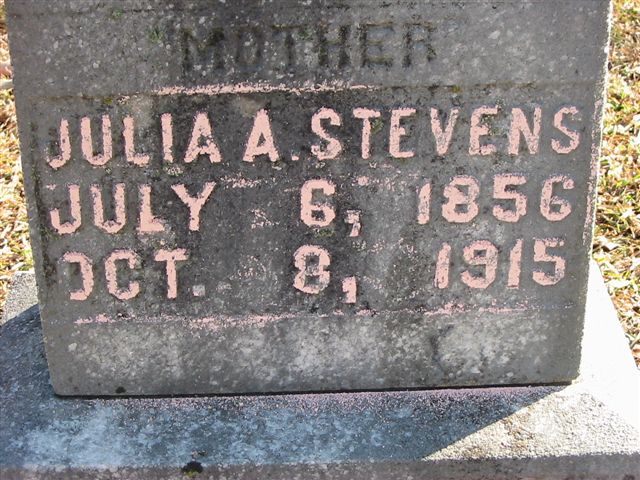 MOTHER
JULIA A. STEVENS
JULY 6, 1856
OCT. 8, 1915